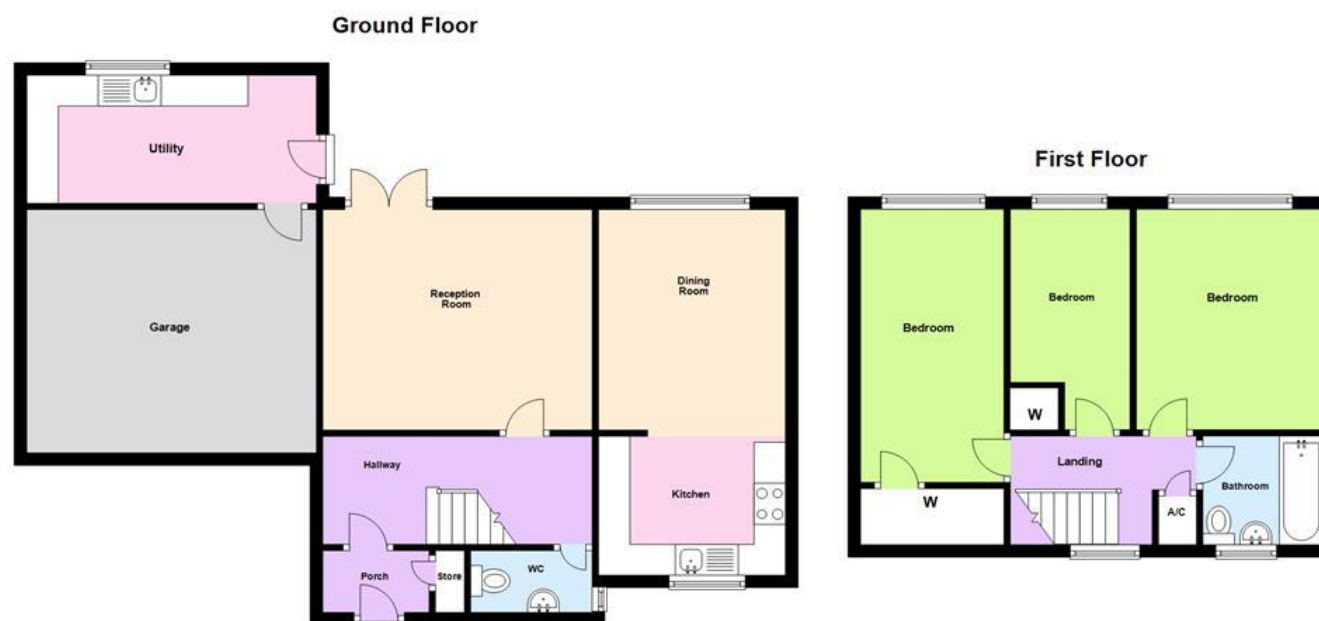 Ground Floor
Utility
Garage
Reception
Room
Dining
Room
Hallway
Kitchen
Porch
Store
WC
First Floor
Bedroom
Bedroom
Bedroom
W
Landing
W
A/C
Bathroom